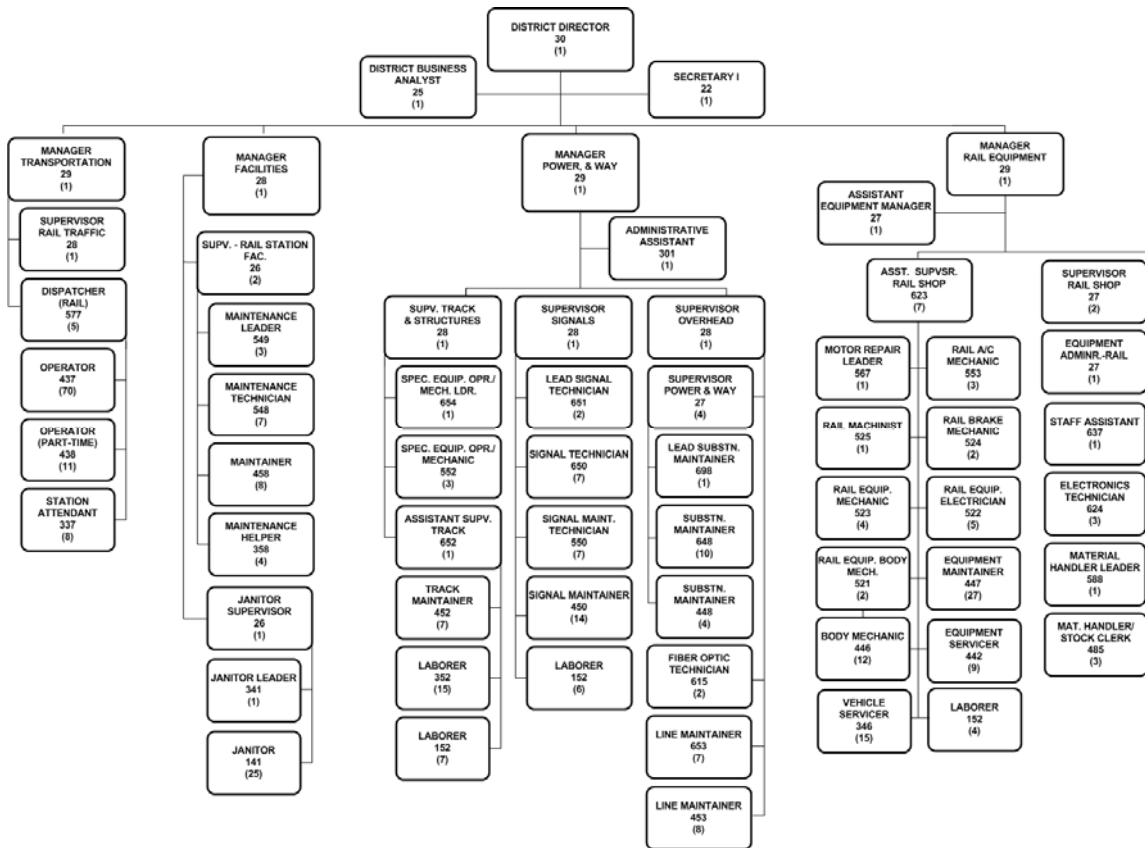 DISTRICT DIRECTOR
30
(1)
DISTRICT BUSINESS
ANALYST
25
(1)
SECRETARY I
22
(1)
MANAGER
TRANSPORTATION
29
(1)
SUPERVISOR
RAIL TRAFFIC
28
(1)
DISPATCHER
(RAIL)
577
(5)
OPERATOR
437
(70)
OPERATOR
(PART-TIME)
438
(11)
STATION
ATTENDANT
337
(8)
MANAGER
FACILITIES
28
(1)
SUPV. - RAIL STATION
FAC.
26
(2)
MAINTENANCE
LEADER
549
(3)
MAINTENANCE
TECHNICIAN
548
(7)
MAINTAINER
458
(8)
MAINTENANCE
HELPER
358
(4)
JANITOR
SUPERVISOR
26
(1)
JANITOR LEADER
341
(1)
JANITOR
141
(25)
MANAGER
POWER, & WAY
29
(1)
ADMINISTRATIVE
ASSISTANT
301
(1)
SUPV. TRACK
& STRUCTURES
28
(1)
SPEC. EQUIP. OPR./
MECH. LDR.
654
(1)
SPEC. EQUIP. OPR./
MECHANIC
552
(3)
ASSISTANT SUPV.
TRACK
652
(1)
TRACK
MAINTAINER
452
(7)
LABORER
352
(15)
LABORER
152
(7)
SUPERVISOR
SIGNALS
28
(1)
LEAD SIGNAL
TECHNICIAN
651
(2)
SIGNAL TECHNICIAN
650
(7)
SIGNAL MAINT.
TECHNICIAN
550
(7)
SIGNAL MAINTAINER
450
(14)
LABORER
152
(6)
SUPERVISOR
OVERHEAD
28
(1)
SUPERVISOR
POWER & WAY
27
(4)
LEAD SUBSTN.
MAINTAINER
698
(1)
SUBSTN.
MAINTAINER
648
(10)
SUBSTN.
MAINTAINER
448
(4)
FIBER OPTIC
TECHNICIAN
615
(2)
LINE MAINTAINER
653
(7)
LINE MAINTAINER
453
(8)
MANAGER
RAIL EQUIPMENT
29
(1)
ASSISTANT
EQUIPMENT MANAGER
27
(1)
ASST. SUPVSR.
RAIL SHOP
623
(7)
MOTOR REPAIR
LEADER
567
(1)
RAIL MACHINIST
525
(1)
RAIL EQUIP.
MECHANIC
523
(4)
RAIL EQUIP. BODY
MECH.
521
(2)
BODY MECHANIC
446
(12)
VEHICLE
SERVICER
346
(15)
RAIL A/C
MECHANIC
553
(3)
RAIL BRAKE
MECHANIC
524
(2)
RAIL EQUIP.
ELECTRICIAN
522
(5)
EQUIPMENT
MAINTAINER
447
(27)
EQUIPMENT
SERVICER
442
(9)
LABORER
152
(4)
SUPERVISOR
RAIL SHOP
27
(2)
EQUIPMENT
ADMINR.-RAIL
27
(1)
STAFF ASSISTANT
637
(1)
ELECTRONICS
TECHNICIAN
624
(3)
MATERIAL
HANDLER LEADER
588
(1)
MAT. HANDLER/
STOCK CLERK
485
(3)